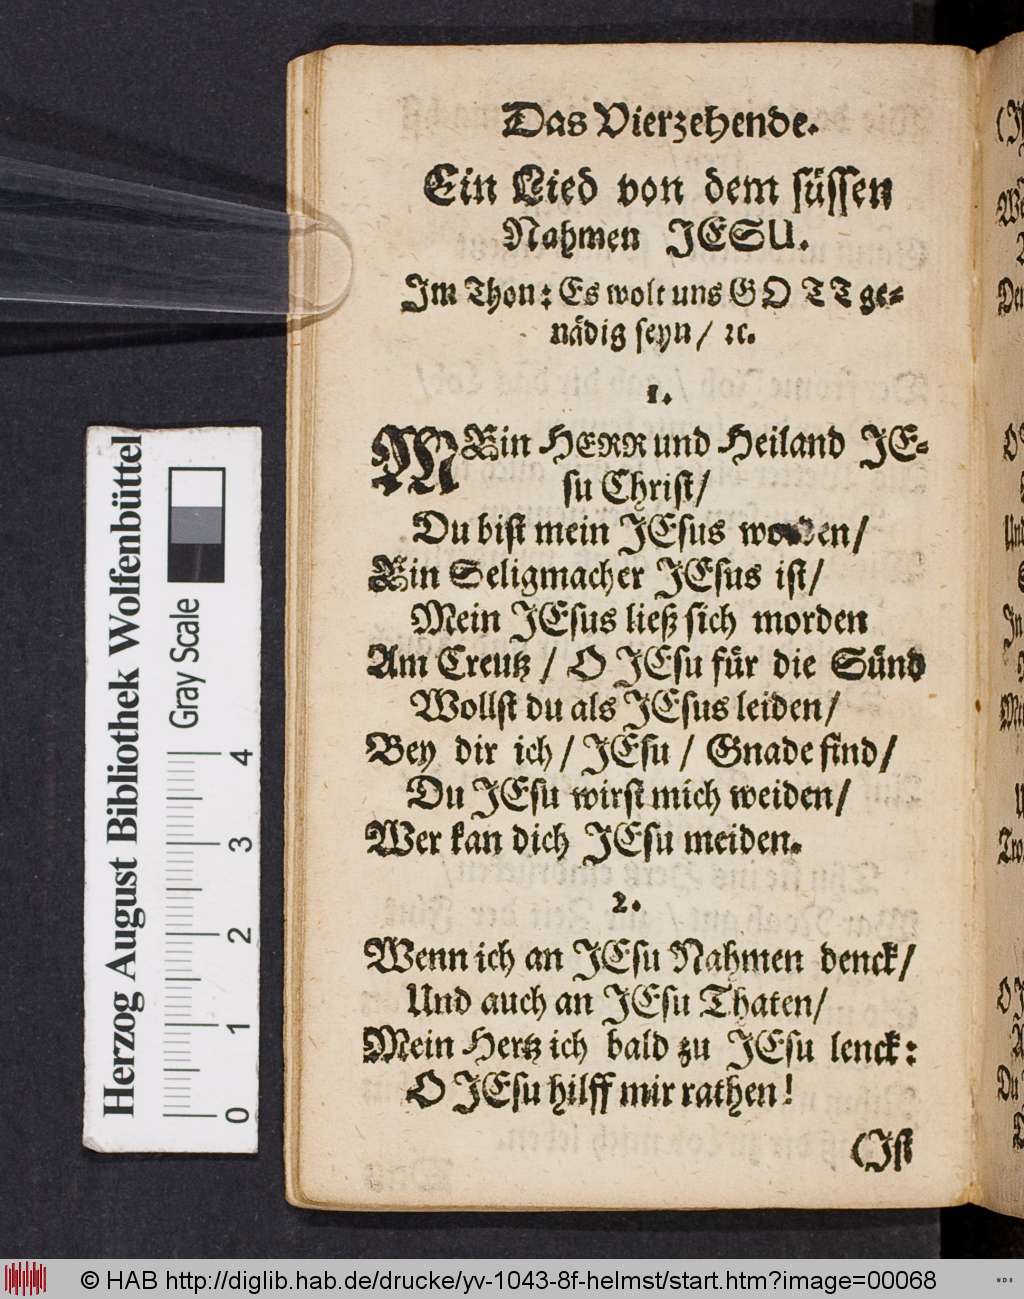 Das Vierzehende.
Ein Lied von dem süssen
Nahmen JESU.
Im Thon: Es wolt uns GOTT ge-
nädig seyn/ ꝛc.
1.
MEin HERR und Heiland JE-
su Christ/
Du bist mein JEsus worden/
Ein Seligmacher JEsus ist/
Mein JEsus ließ sich morden
Am Creutz / O JEsu für die Sünd
Wollst du als JEsus leiden/
Bey dir ich / JEsu / Gnade find/
Du JEsu wirst mich weiden/
Wer kan dich JEsu meiden.
2.
Wenn ich an JEsu Nahmen denck/
Und auch an JEsu Thaten/
Mein Hertz ich bald zu JEsu lenck:
O JEsu hilff mir rathen!
(Ist
Herzog August Bibliothek Wolfenbüttel
Gray Scale
0 1 2 3 4
© HAB http://diglib.hab.de/drucke/yv-1043-8f-helmst/start.htm?image=00068